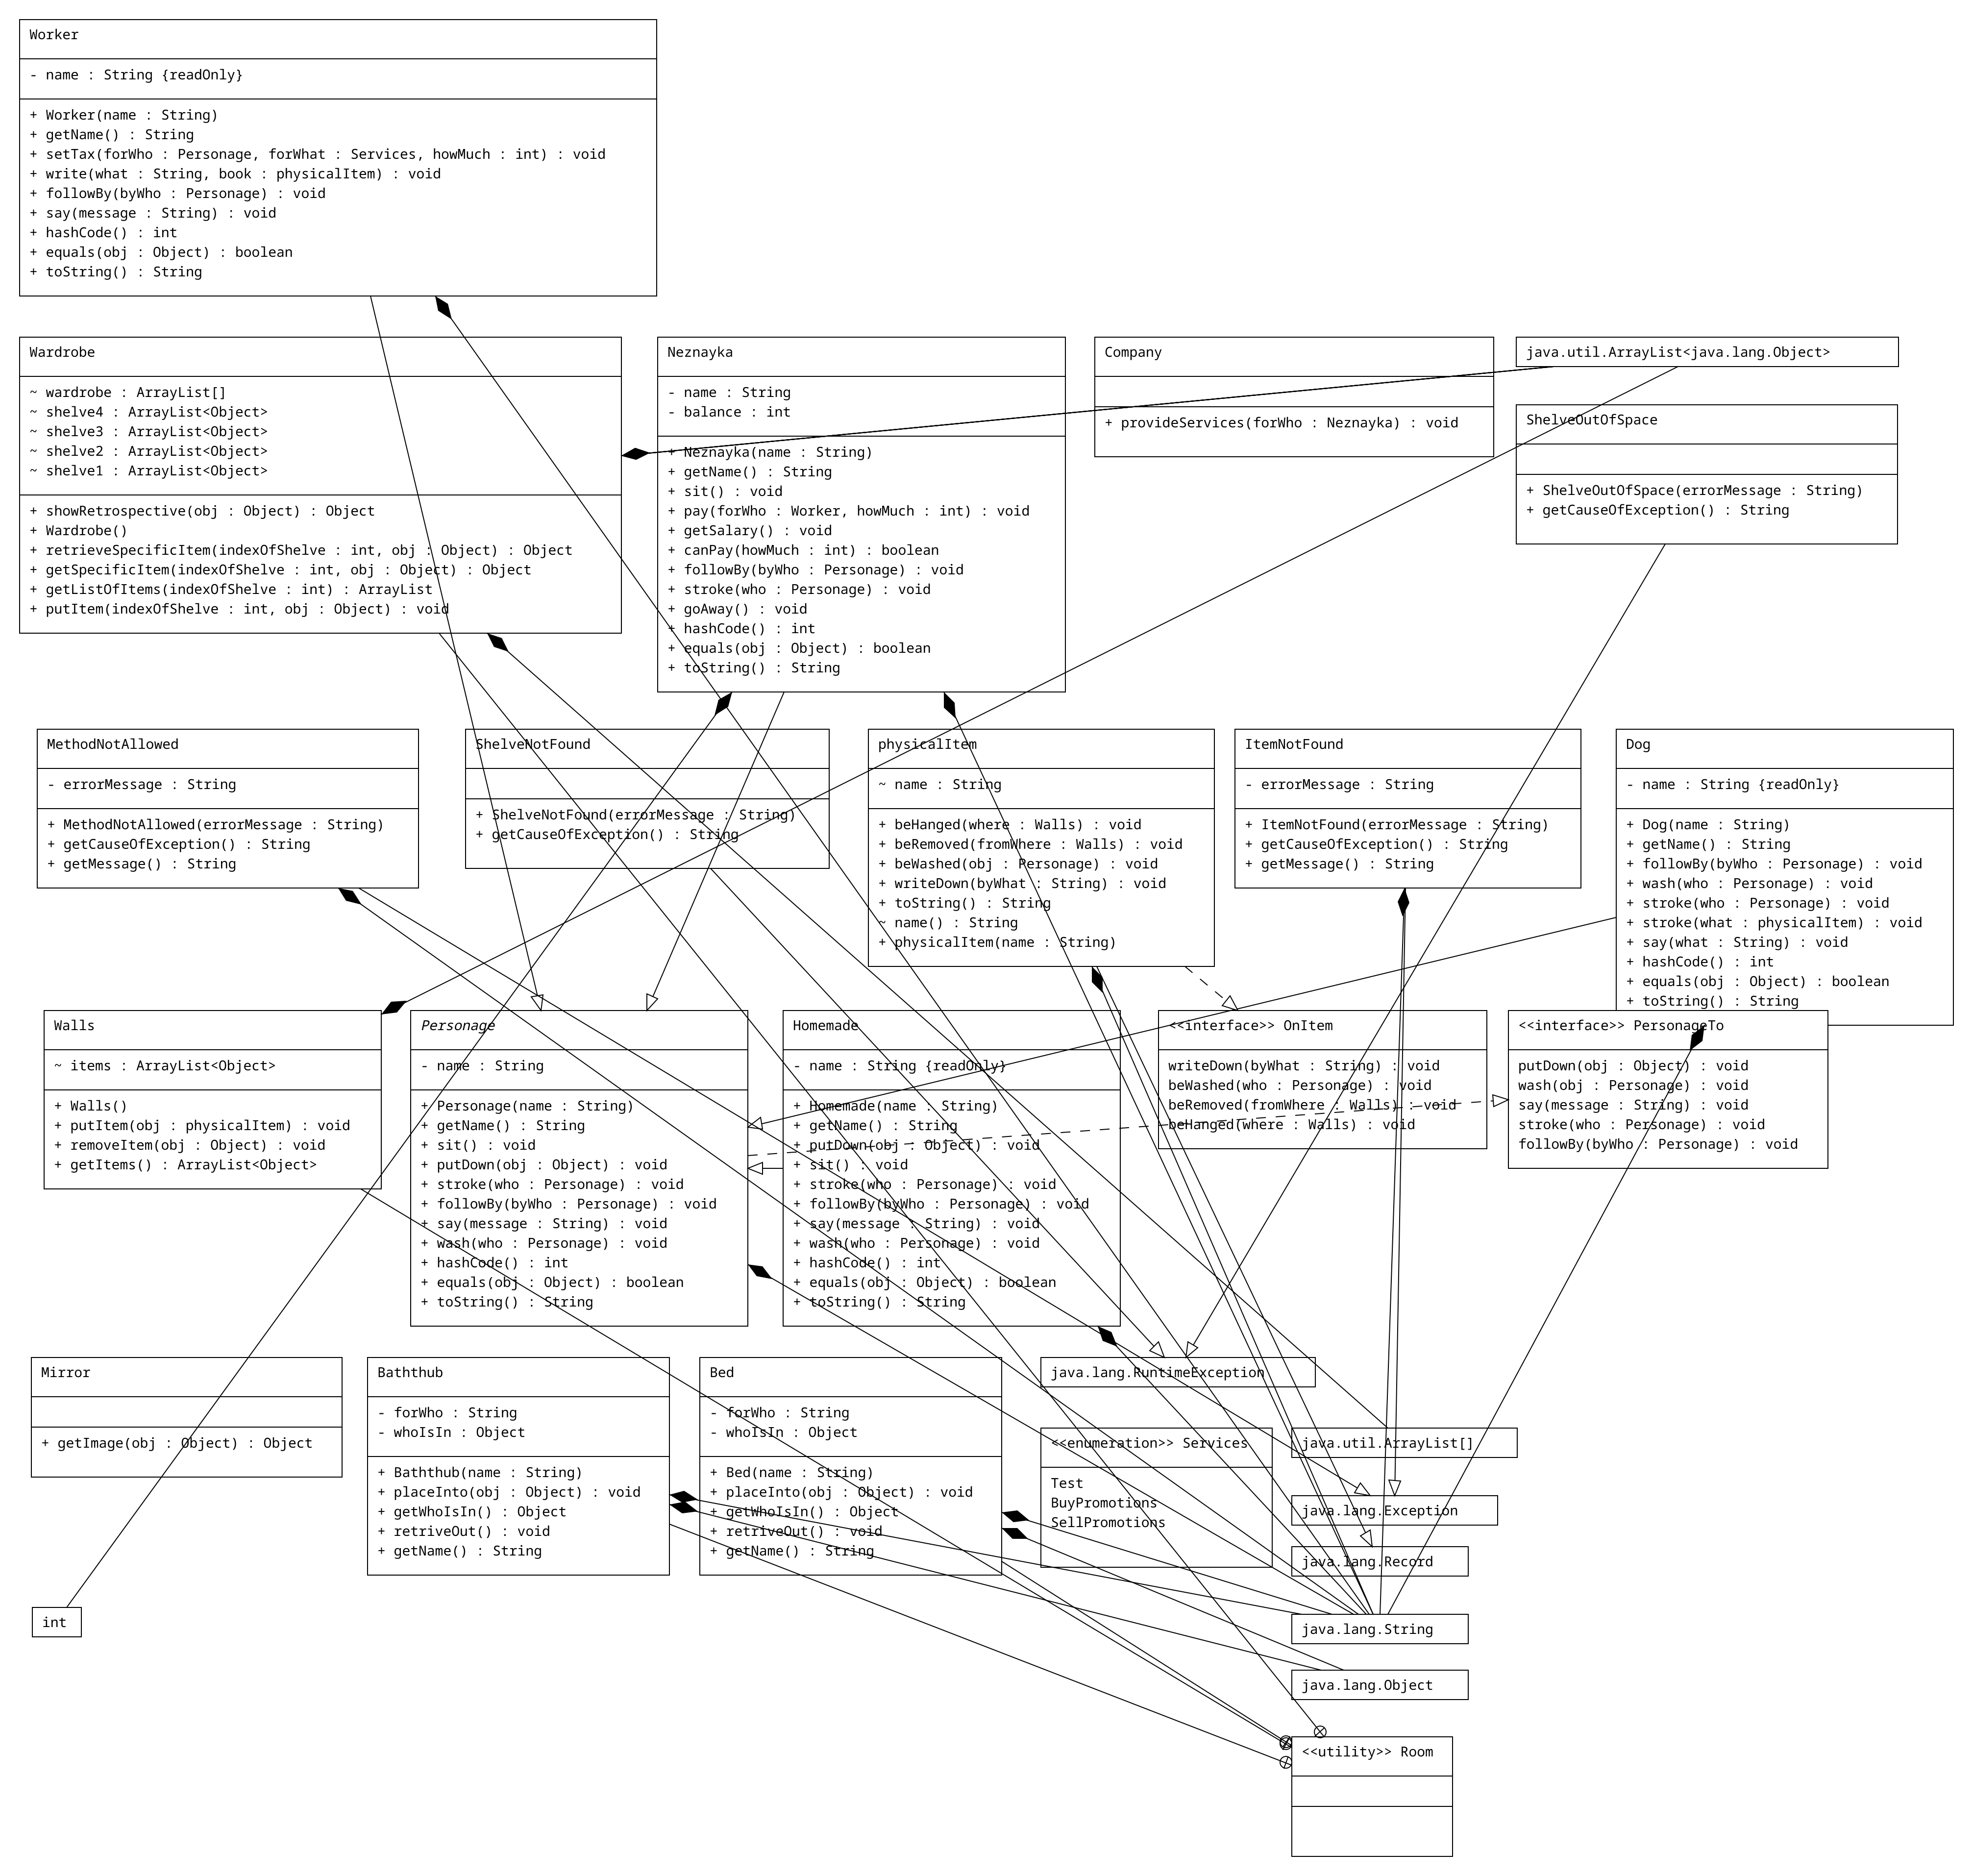 Worker
- name : String {readOnly}
+ Worker(name : String)
+ getName() : String
+ setTax(forWho : Personage, forWhat : Services, howMuch : int) : void
+ write(what : String, book : physicalItem) : void
+ followBy(byWho : Personage) : void
+ say(message : String) : void
+ hashCode() : int
+ equals(obj : Object) : boolean
+ toString() : String
Wardrobe
~ wardrobe : ArrayList[]
~ shelve4 : ArrayList<Object>
~ shelve3 : ArrayList<Object>
~ shelve2 : ArrayList<Object>
~ shelve1 : ArrayList<Object>
+ showRetrospective(obj : Object) : Object
+ Wardrobe()
+ retrieveSpecificItem(indexOfShelve : int, obj : Object) : Object
+ getSpecificItem(indexOfShelve : int, obj : Object) : Object
+ getListOfItems(indexOfShelve : int) : ArrayList
+ putItem(indexOfShelve : int, obj : Object) : void
Neznayka
- name : String
- balance : int
+ Neznayka(name : String)
+ getName() : String
+ sit() : void
+ pay(forWho : Worker, howMuch : int) : void
+ getSalary() : void
+ canPay(howMuch : int) : boolean
+ followBy(byWho : Personage) : void
+ stroke(who : Personage) : void
+ goAway() : void
+ hashCode() : int
+ equals(obj : Object) : boolean
+ toString() : String
Company
+ provideServices(forWho : Neznayka) : void
java.util.ArrayList<java.lang.Object>
ShelveOutOfSpace
+ ShelveOutOfSpace(errorMessage : String)
+ getCauseOfException() : String
MethodNotAllowed
- errorMessage : String
+ MethodNotAllowed(errorMessage : String)
+ getCauseOfException() : String
+ getMessage() : String
ShelveNotFound
+ ShelveNotFound(errorMessage : String)
+ getCauseOfException() : String
physicalItem
~ name : String
+ beHanged(where : Walls) : void
+ beRemoved(fromWhere : Walls) : void
+ beWashed(obj : Personage) : void
+ writeDown(byWhat : String) : void
+ toString() : String
~ name() : String
+ physicalItem(name : String)
ItemNotFound
- errorMessage : String
+ ItemNotFound(errorMessage : String)
+ getCauseOfException() : String
+ getMessage() : String
Dog
- name : String {readOnly}
+ Dog(name : String)
+ getName() : String
+ followBy(byWho : Personage) : void
+ wash(who : Personage) : void
+ stroke(who : Personage) : void
+ stroke(what : physicalItem) : void
+ say(what : String) : void
+ hashCode() : int
+ equals(obj : Object) : boolean
+ toString() : String
Walls
~ items : ArrayList<Object>
+ Walls()
+ putItem(obj : physicalItem) : void
+ removeItem(obj : Object) : void
+ getItems() : ArrayList<Object>
Personage
- name : String
+ Personage(name : String)
+ getName() : String
+ sit() : void
+ putDown(obj : Object) : void
+ stroke(who : Personage) : void
+ followBy(byWho : Personage) : void
+ say(message : String) : void
+ wash(who : Personage) : void
+ hashCode() : int
+ equals(obj : Object) : boolean
+ toString() : String
Homemade
- name : String {readOnly}
+ Homemade(name : String)
+ getName() : String
+ putDown(obj : Object) : void
+ sit() : void
+ stroke(who : Personage) : void
+ followBy(byWho : Personage) : void
+ say(message : String) : void
+ wash(who : Personage) : void
+ hashCode() : int
+ equals(obj : Object) : boolean
+ toString() : String
<<interface>> OnItem
writeDown(byWhat : String) : void
beWashed(who : Personage) : void
beRemoved(fromWhere : Walls) : void
beHanged(where : Walls) : void
<<interface>> PersonageTo
putDown(obj : Object) : void
wash(obj : Personage) : void
say(message : String) : void
stroke(who : Personage) : void
followBy(byWho : Personage) : void
Mirror
+ getImage(obj : Object) : Object
Baththub
- forWho : String
- whoIsIn : Object
+ Baththub(name : String)
+ placeInto(obj : Object) : void
+ getWhoIsIn() : Object
+ retriveOut() : void
+ getName() : String
Bed
- forWho : String
- whoIsIn : Object
+ Bed(name : String)
+ placeInto(obj : Object) : void
+ getWhoIsIn() : Object
+ retriveOut() : void
+ getName() : String
java.lang.RuntimeException
<<enumeration>> Services
Test
BuyPromotions
SellPromotions
java.util.ArrayList[]
java.lang.Exception
java.lang.Record
int
java.lang.String
java.lang.Object
<<utility>> Room